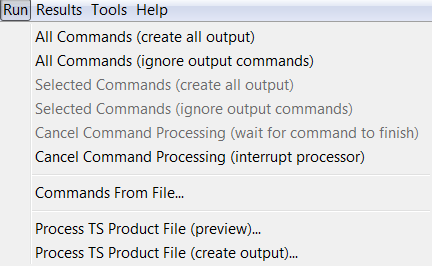 Run Results Tools Help
All Commands (create all output)
All Commands (ignore output commands)
Selected Commands (create all output)
Selected Commands (ignore output commands)
Cancel Command Processing (wait for command to finish)
Cancel Command Processing (interrupt processor)
Commands From File...
Process TS Product File (preview)...
Process TS Product File (create output)...